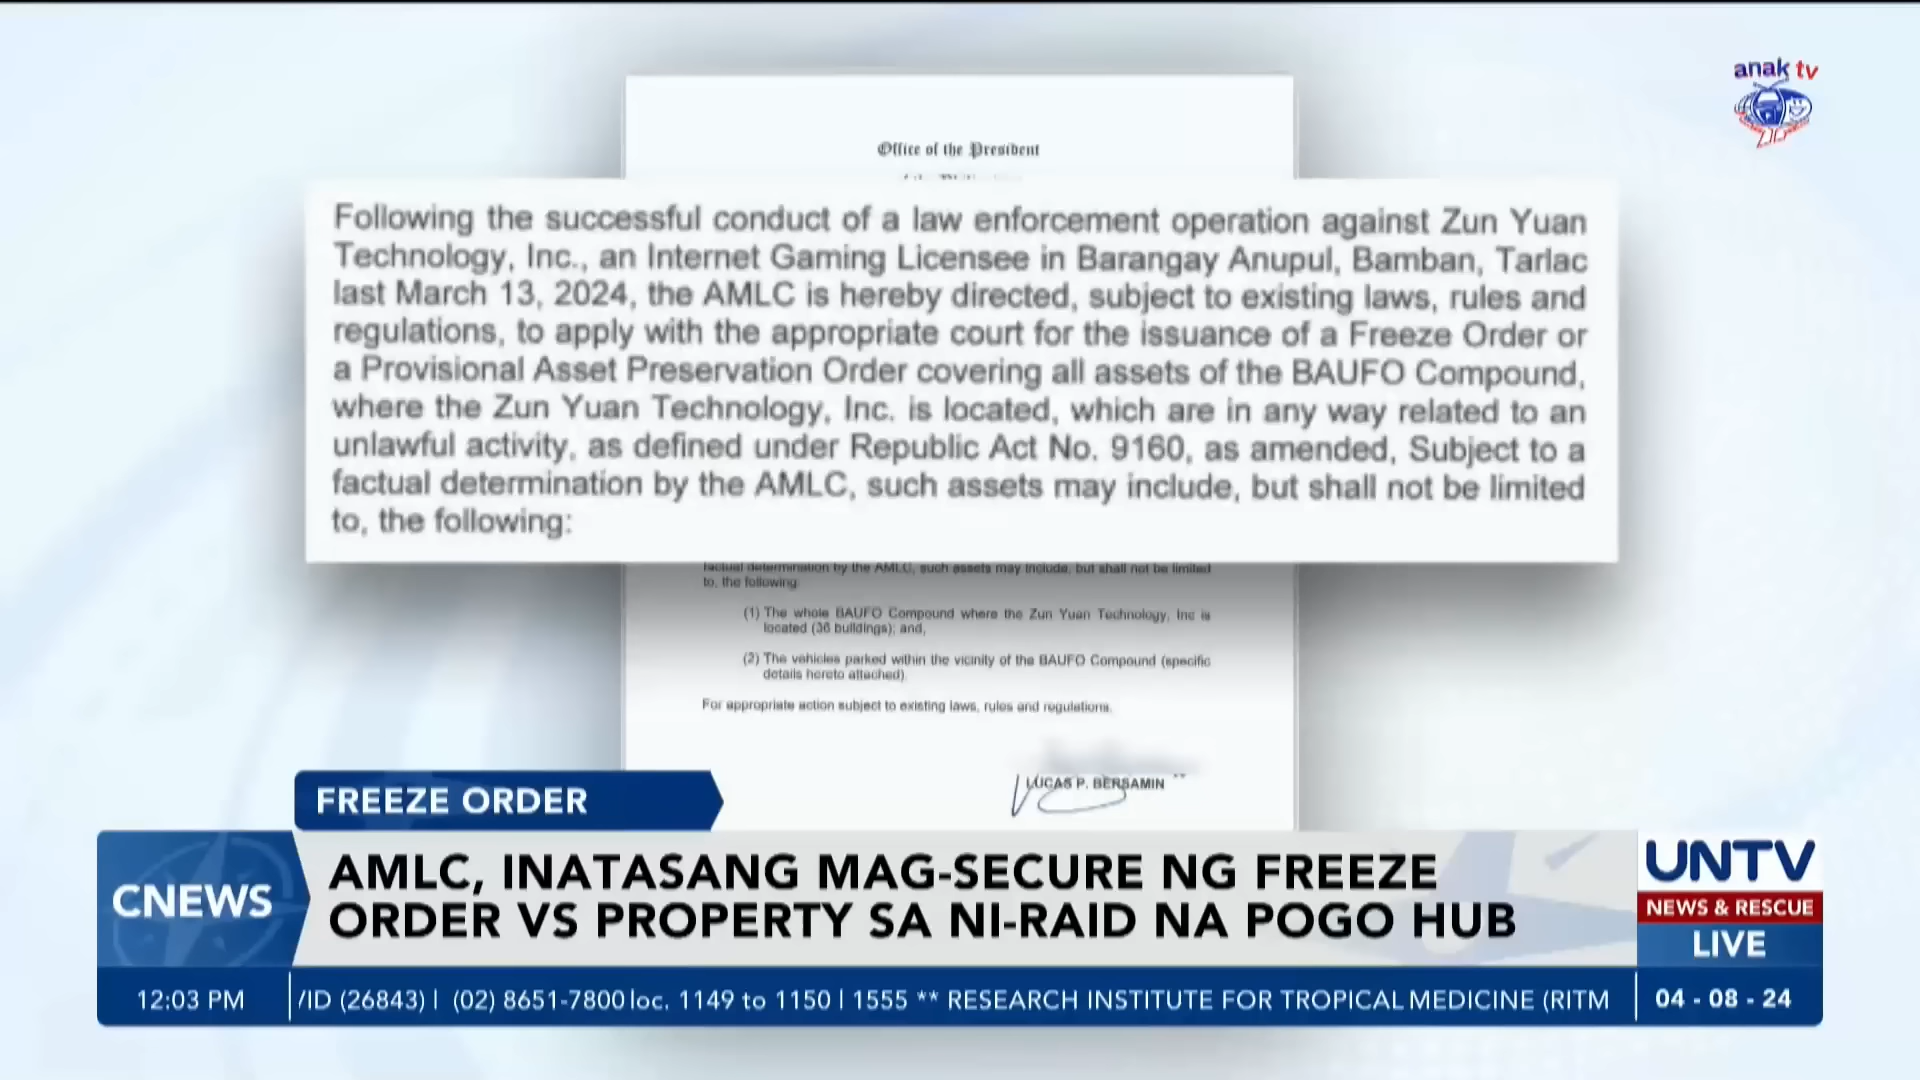 anak tv
Office of the President
Following the successful conduct of a law enforcement operation against Zun Yuan
Technology, Inc., an Internet Gaming Licensee in Barangay Anupul, Bamban, Tarlac
last March 13, 2024, the AMLC is hereby directed, subject to existing laws, rules and
regulations, to apply with the appropriate court for the issuance of a Freeze Order or
a Provisional Asset Preservation Order covering all assets of the BAUFO Compound,
where the Zun Yuan Technology, Inc. is located, which are in any way related to an
unlawful activity, as defined under Republic Act No. 9160, as amended, Subject to a
factual determination by the AMLC, such assets may include, but shall not be limited
to, the following:
factual determination by the AMLC, such assets may include, but shall not be limited
to, the following:
(1) The whole BAUFO Compound where the Zun Yuan Technology, Inc is
located (36 buildings); and,
(2) The vehicles parked within the vicinity of the BAUFO Compound (specific
details hereto attached).
For appropriate action subject to existing laws, rules and regulations.
LUCAS P. BERSAMIN
FREEZE ORDER
CNEWS
AMLC, INATASANG MAG-SECURE NG FREEZE
ORDER VS PROPERTY SA NI-RAID NA POGO HUB
UNTV
NEWS & RESCUE
LIVE
12:03 PM
/ID (26843) | (02) 8651-7800 loc. 1149 to 1150 | 1555 ** RESEARCH INSTITUTE FOR TROPICAL MEDICINE (RITM
04 - 08 - 24